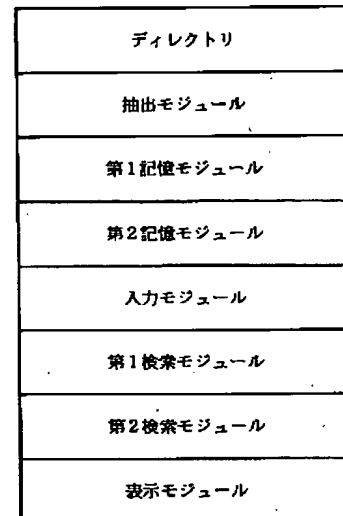 ディレクトリ
抽出モジュール
第1記憶モジュール
第2記憶モジュール
入力モジュール
第1検索モジュール
第2検索モジュール
表示モジュール